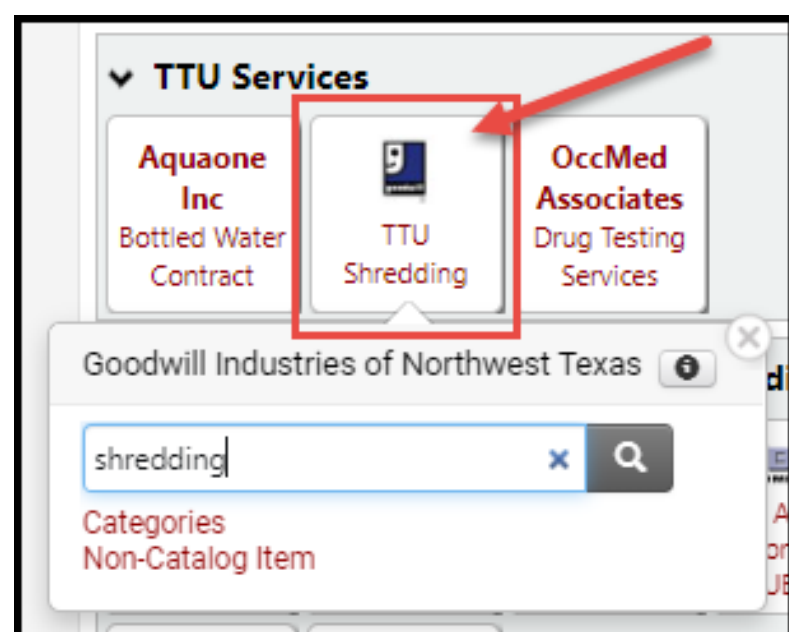 TTU Services
Aquaone
Inc
Bottled Water
Contract
goodwill
TTU
Shredding
OccMed
Associates
Drug Testing
Services
Goodwill Industries of Northwest Texas
shredding
Categories
Non-Catalog Item